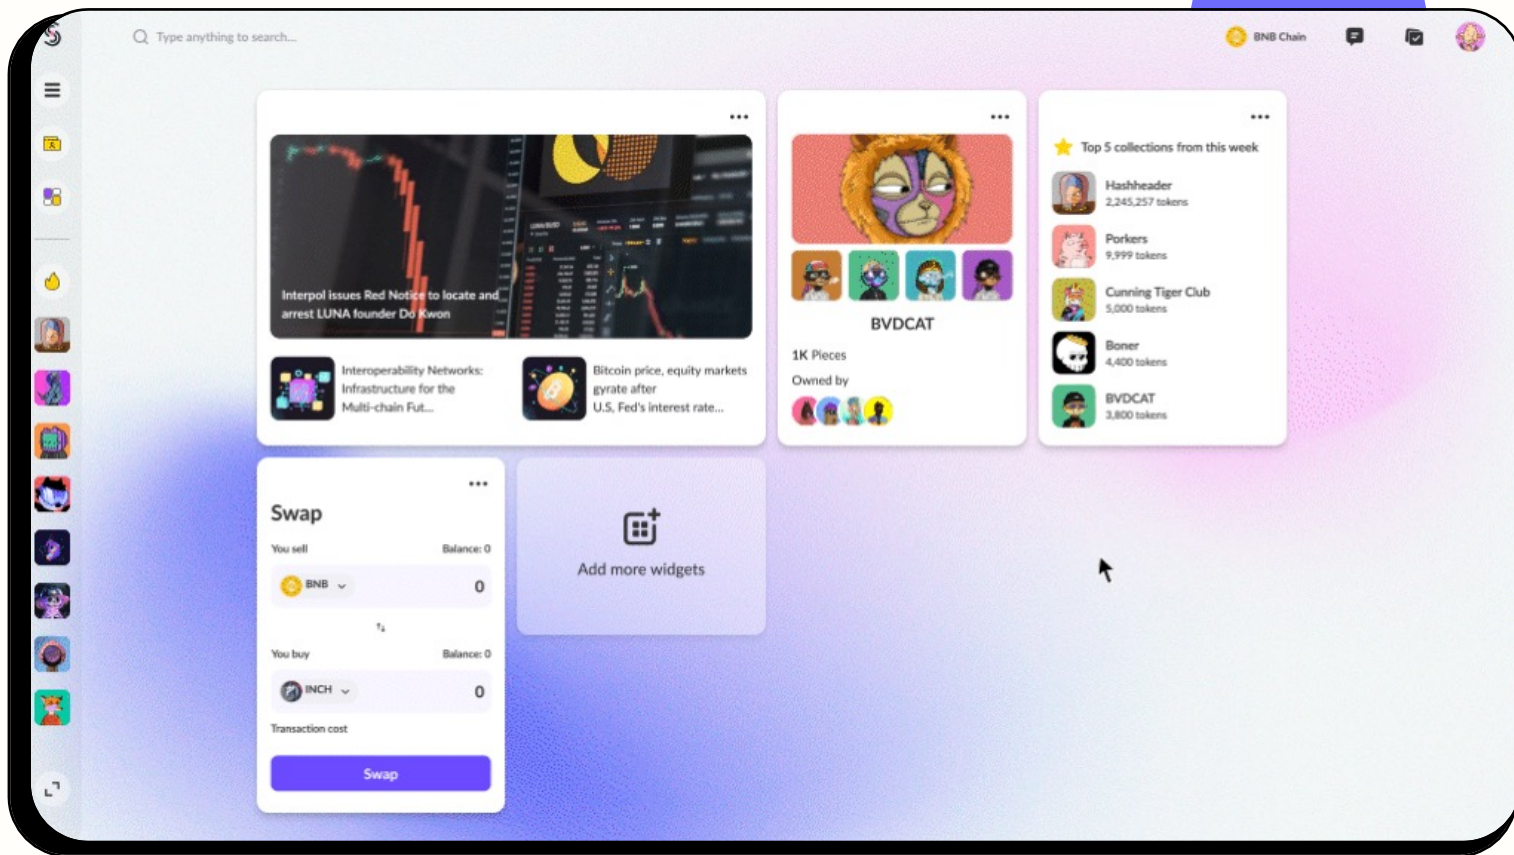 Type anything to search...
BNB Chain
Interpol issues Red Notice to locate and
arrest LUNA founder Do Kwon
Interoperability Networks:
Infrastructure for the
Multi-chain Fut...
Bitcoin price, equity markets
gyrate after
U.S, Fed's interest rate...
BVDCAT
1K Pieces
Owned by
Top 5 collections from this week
Hashheader
2,245,257 tokens
Porkers
9,999 tokens
Cunning Tiger Club
5,000 tokens
Boner
4,400 tokens
BVDCAT
3,800 tokens
Swap
You sell
Balance: 0
BNB
0
You buy
Balance: 0
INCH
0
Transaction cost
Swap
Add more widgets